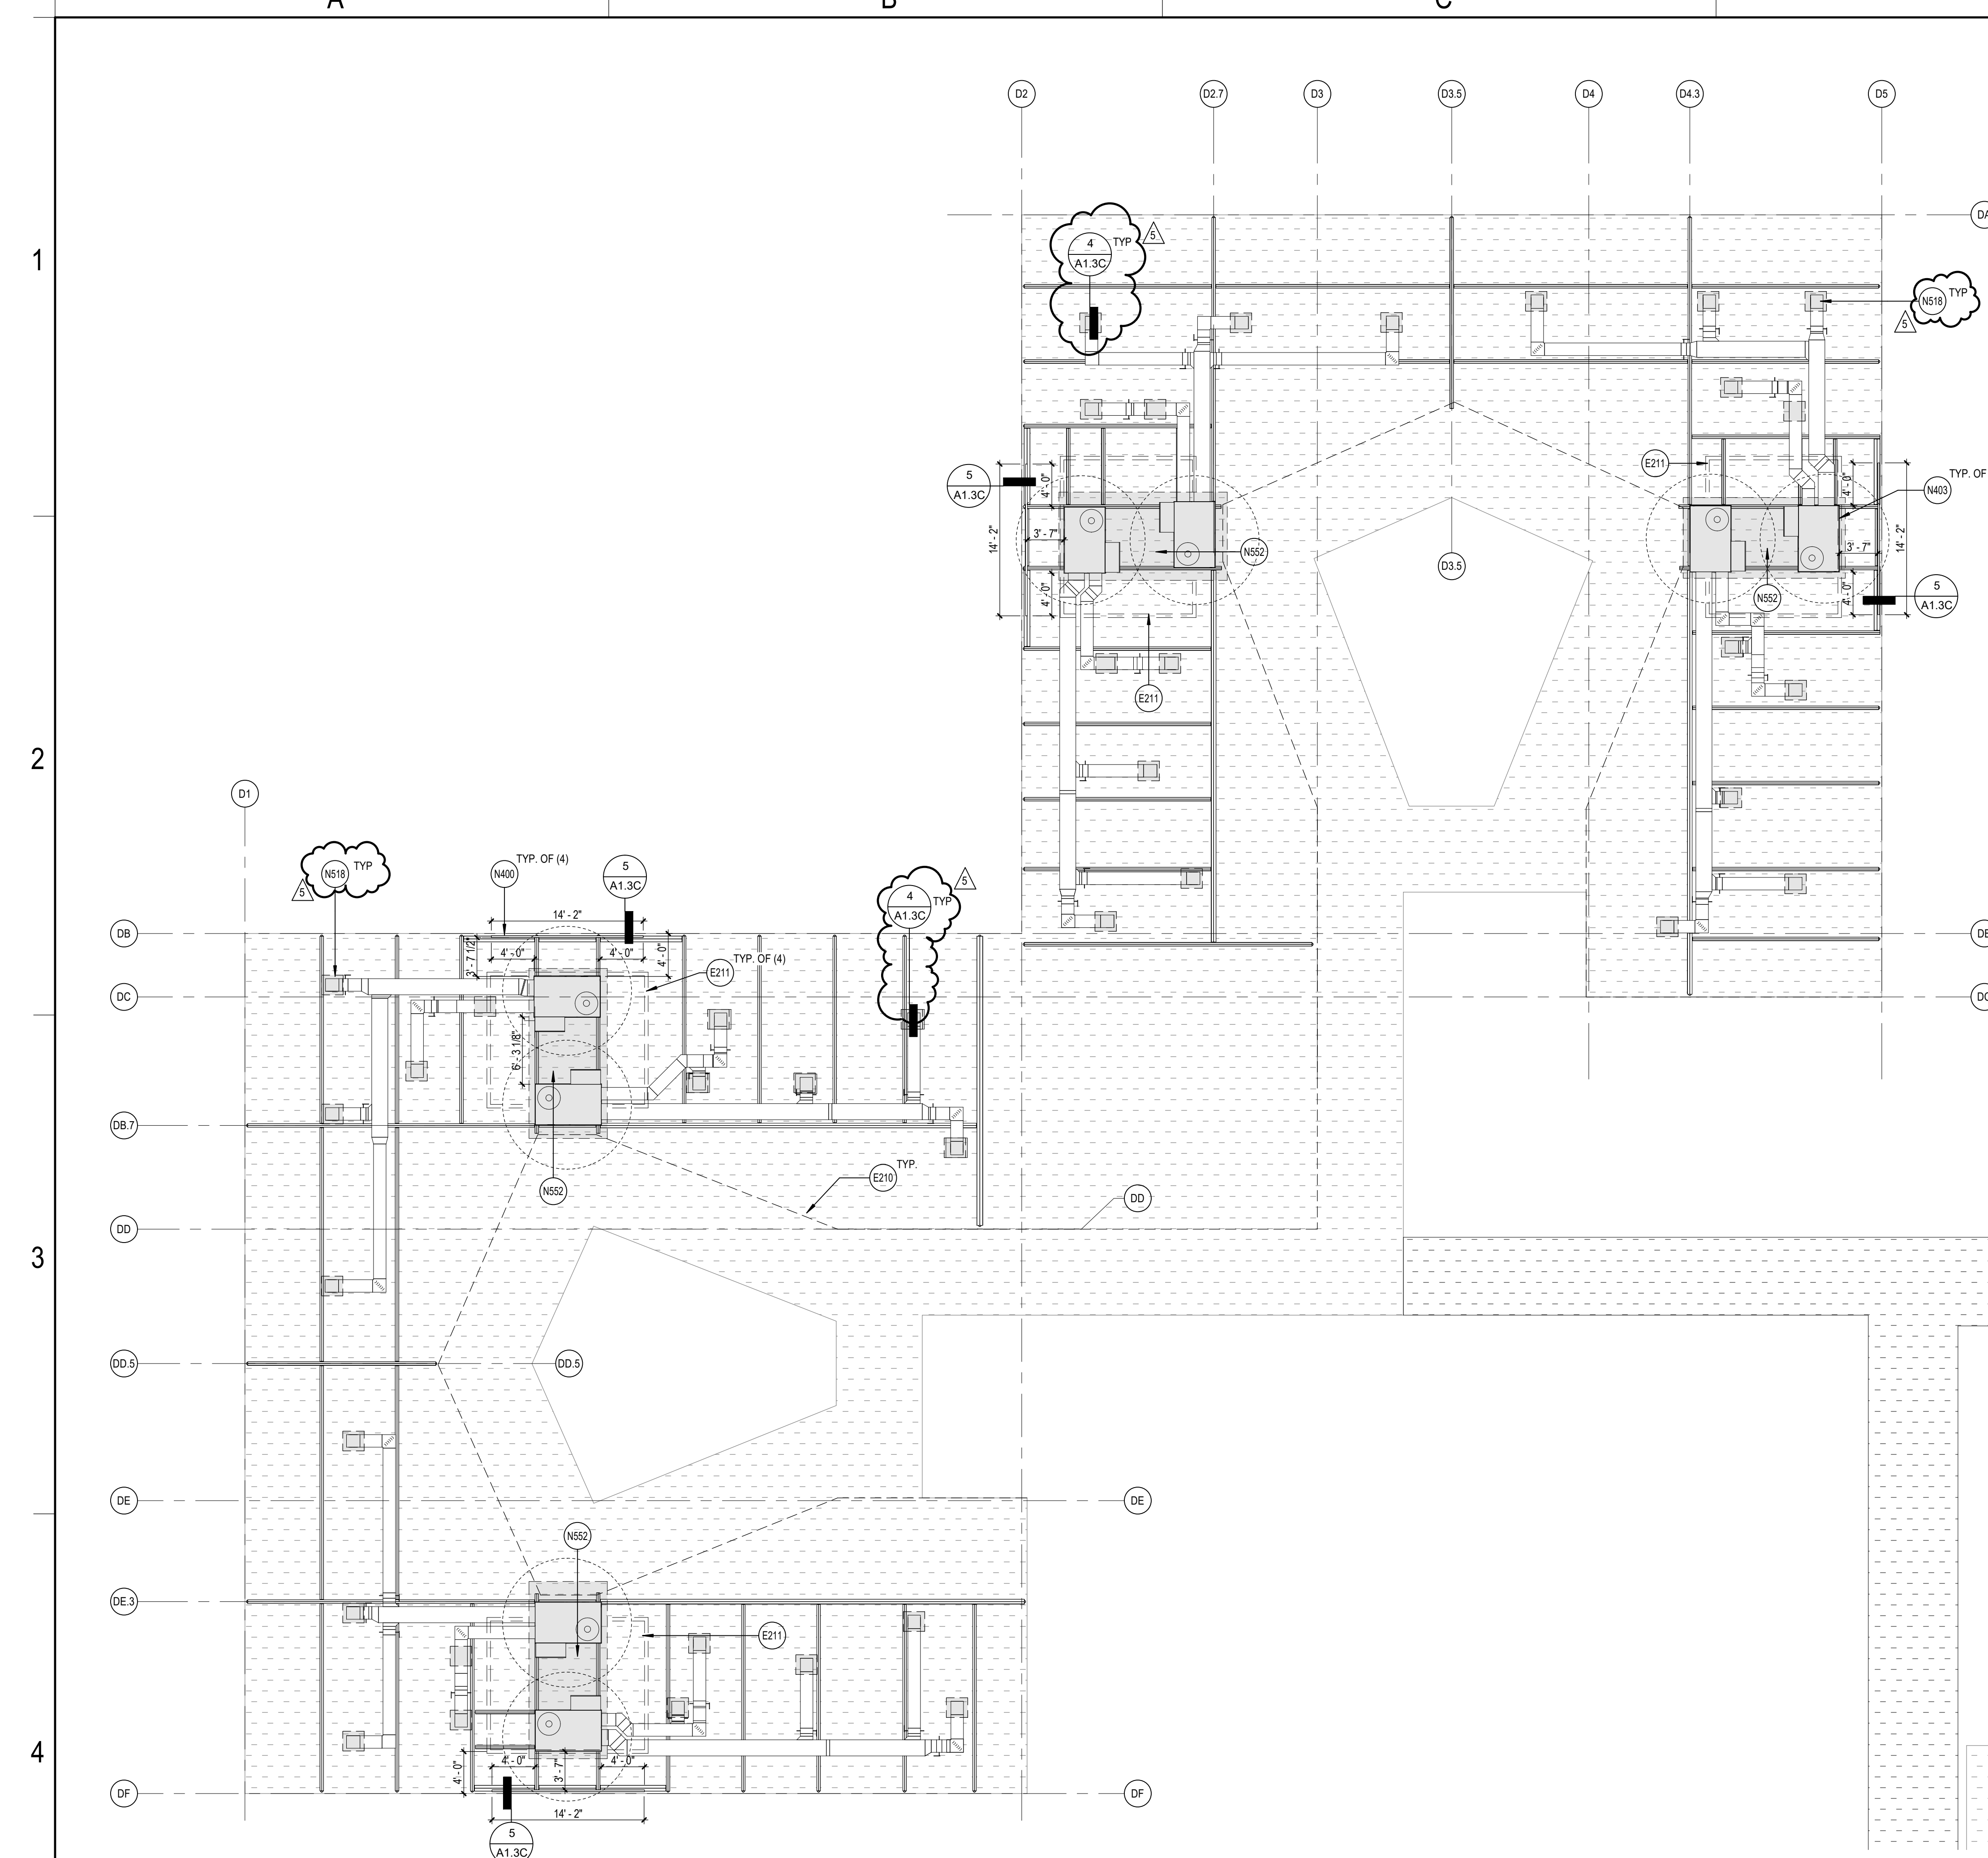 A
B
C
D2
D2.7
D3
D3.5
D4
D4.3
D5
DA
1
4
A1.3C
TYP
5
N518
TYP
5
E211
5
A1.3C
4' - 0"
14' - 2"
3' - 7"
4' - 0"
N552
E211
D3.5
4' - 0"
N403
TYP. OF
3' - 7"
14' - 2"
4' - 0"
N552
5
A1.3C
2
D1
N518
TYP
5
N400
TYP. OF (4)
5
A1.3C
4
A1.3C
TYP
5
14' - 2"
DB
3' - 7 1/2"
4' - 0"
4' - 0"
4' - 0"
E211
TYP. OF (4)
DC
6' - 3 1/8"
DB.7
N552
E210
TYP.
DD
DD
3
DD.5
DD.5
DE
DE
N552
DE.3
E211
4
4' - 0"
4' - 0"
3' - 7"
4' - 0"
DF
DF
14' - 2"
5
A1.3C